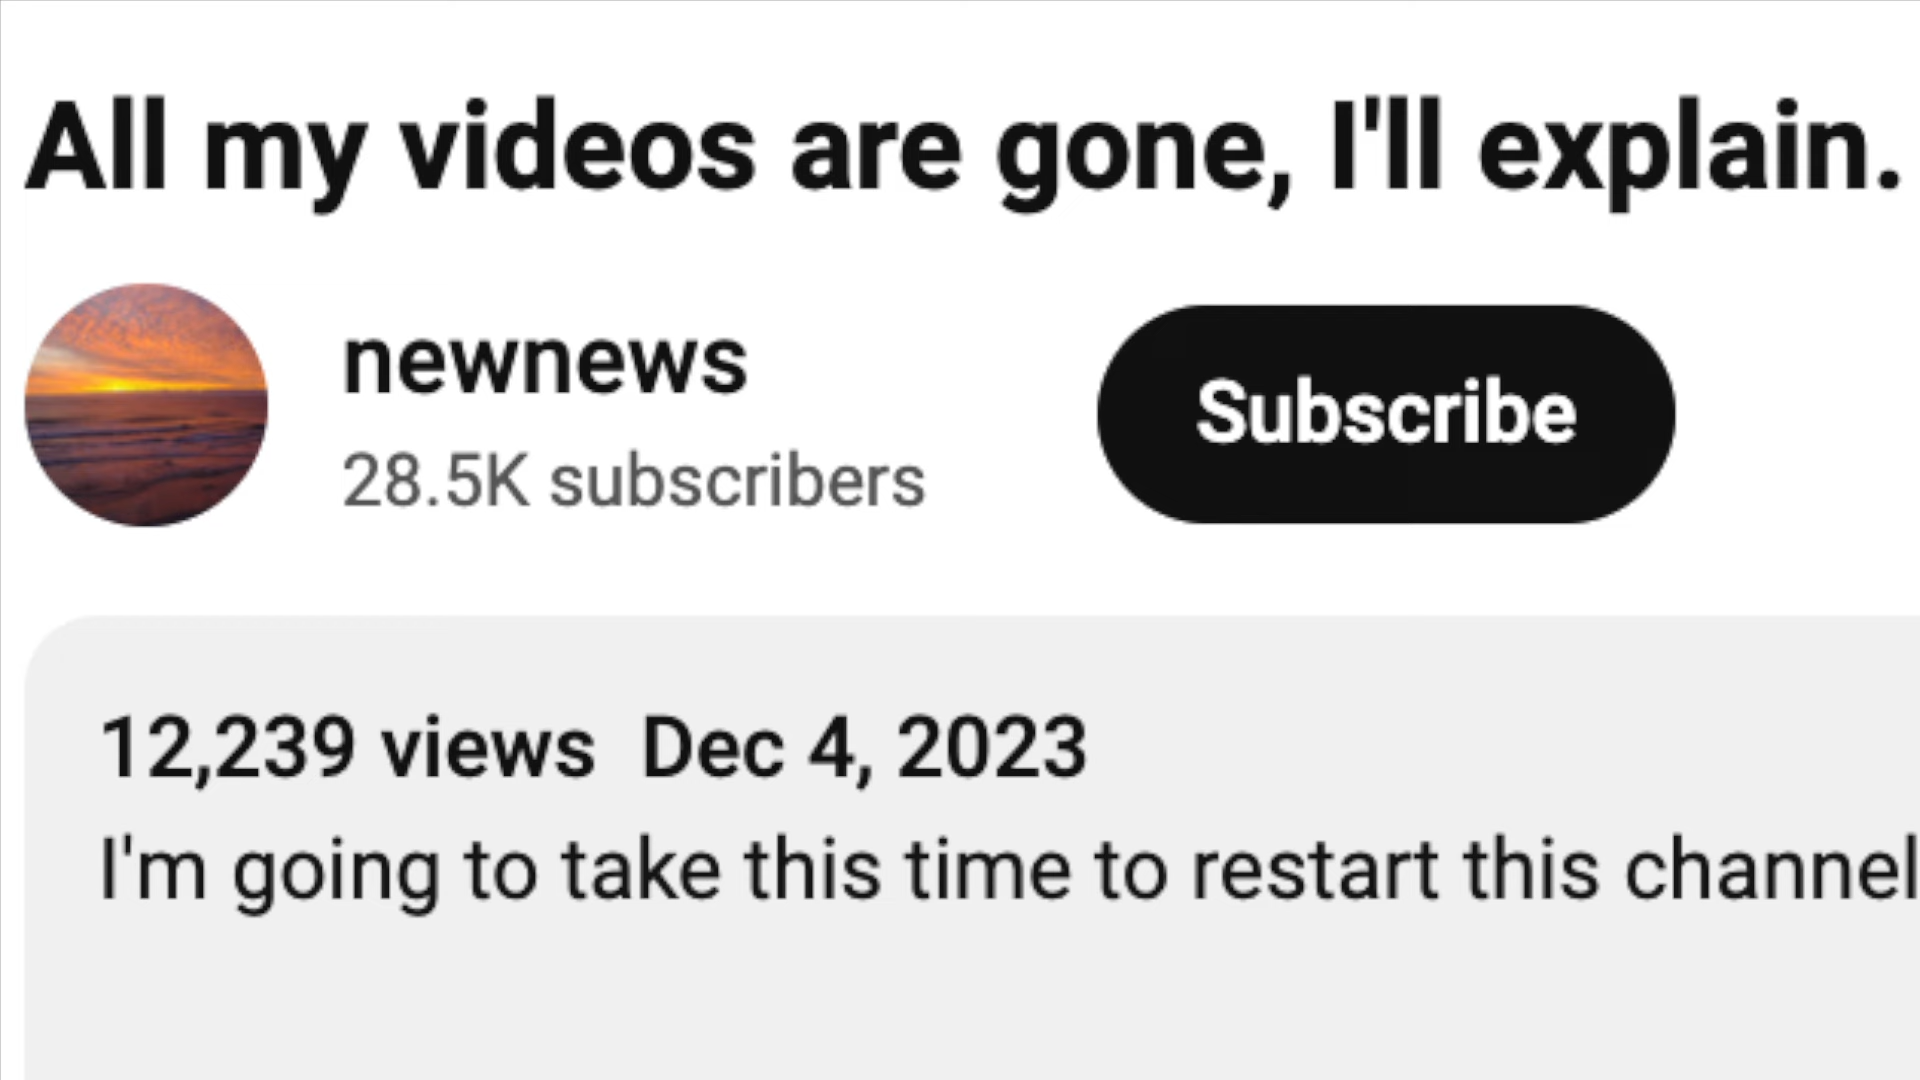 All my videos are gone, I'll explain.
newnews
Subscribe
28.5K subscribers
12,239 views  Dec 4, 2023
I'm going to take this time to restart this channel